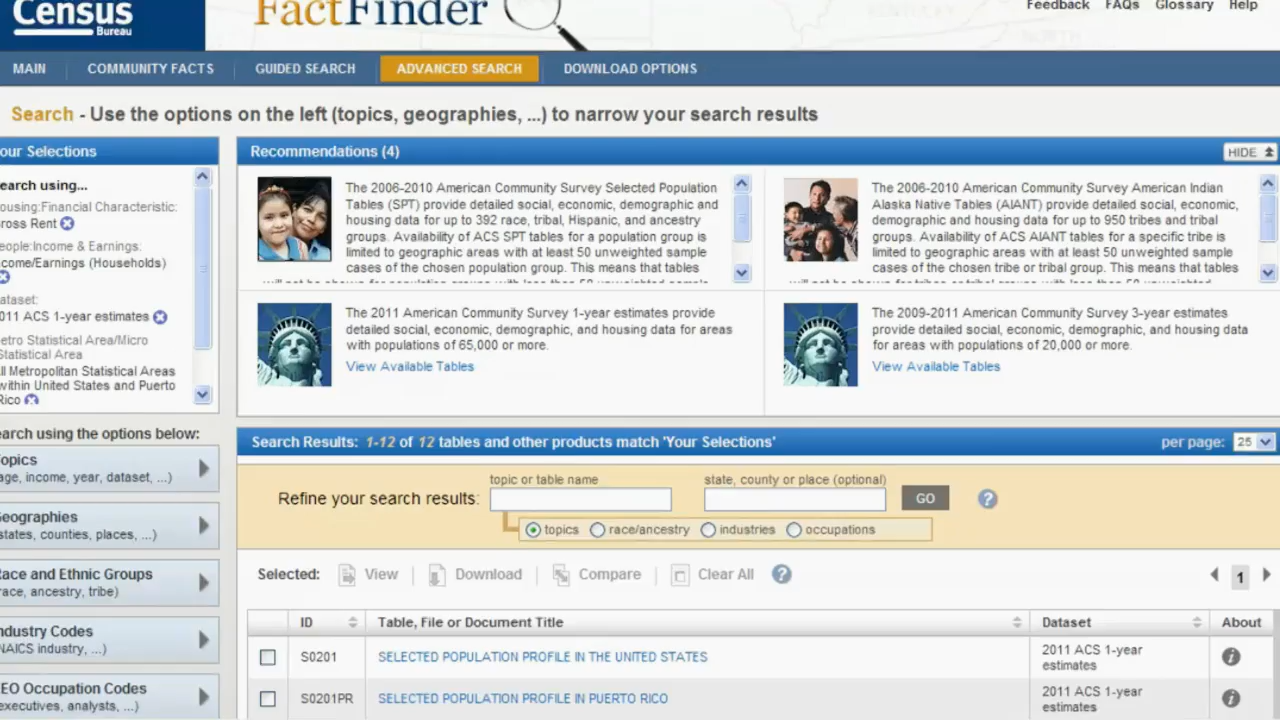 Census
Bureau
FactFinder
Feedback FAQs Glossary Help
MAIN COMMUNITY FACTS GUIDED SEARCH ADVANCED SEARCH DOWNLOAD OPTIONS
Search - Use the options on the left (topics, geographies, ...) to narrow your search results
our Selections
earch using...
ousing:Financial Characteristic:
ross Rent
eople:Income & Earnings:
ncome/Earnings (Households)
ataset:
011 ACS 1-year estimates
etro Statistical Area/Micro
Statistical Area
ll Metropolitan Statistical Areas
within United States and Puerto
Rico
earch using the options below:
opics
age, income, year, dataset, ...)
eographies
states, counties, places, ...)
ace and Ethnic Groups
race, ancestry, tribe)
ndustry Codes
NAICS industry, ...)
EO Occupation Codes
executives, analysts, ...)
Recommendations (4)
HIDE
The 2006-2010 American Community Survey Selected Population
Tables (SPT) provide detailed social, economic, demographic and
housing data for up to 392 race, tribal, Hispanic, and ancestry
groups. Availability of ACS SPT tables for a population group is
limited to geographic areas with at least 50 unweighted sample
cases of the chosen population group. This means that tables
The 2006-2010 American Community Survey American Indian
Alaska Native Tables (AIANT) provide detailed social, economic,
demographic and housing data for up to 950 tribes and tribal
groups. Availability of ACS AIANT tables for a specific tribe is
limited to geographic areas with at least 50 unweighted sample
cases of the chosen tribe or tribal group. This means that tables
The 2011 American Community Survey 1-year estimates provide
detailed social, economic, demographic, and housing data for areas
with populations of 65,000 or more.
View Available Tables
The 2009-2011 American Community Survey 3-year estimates
provide detailed social, economic, demographic, and housing data
for areas with populations of 20,000 or more.
View Available Tables
Search Results: 1-12 of 12 tables and other products match 'Your Selections'
per page: 25
topic or table name
state, county or place (optional)
Refine your search results:
GO
topics race/ancestry industries occupations
Selected: View Download Compare Clear All
1
ID Table, File or Document Title Dataset About
S0201 SELECTED POPULATION PROFILE IN THE UNITED STATES 2011 ACS 1-year
estimates
S0201PR SELECTED POPULATION PROFILE IN PUERTO RICO 2011 ACS 1-year
estimates